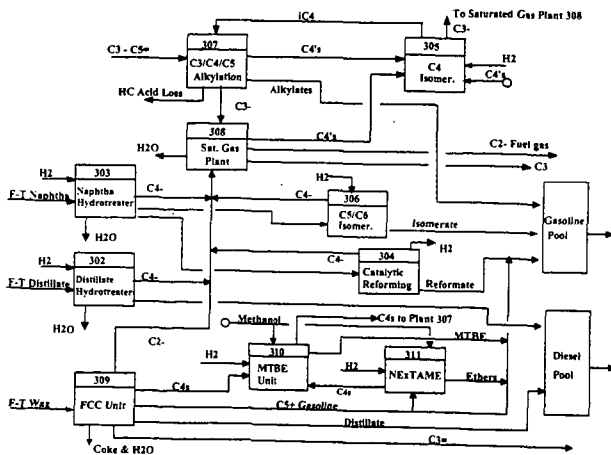 iC4
To Saturated Gas Plant 308
C3-
307
C3 - C5=
C3/C4/C5
Alkylation
C4's
305
C4
Isomer.
H2
C4's
HC Acid Loss
C3-
Alkylates
308
Sat. Gas
Plant
H2O
C4's
C2- Fuel gas
C3
303
H2
Naphtha
Hydrotreater
F-T Naphtha
C4-
C4-
H2
306
C5/C6
Isomer.
Isomerate
Gasoline
Pool
H2O
302
H2
Distillate
Hydrotreater
F-T Distillate
C4-
C4-
304
Catalytic
Reforming
H2
Reformate
H2O
C2-
Methanol
C4s to Plant 307
MTBE
310
MTBE
Unit
H2
311
NExTAME
H2
C4s
Ethers
Diesel
Pool
309
FCC Unit
F-T Wax
C4s
C5+ Gasoline
Distillate
C3=
Coke & H2O